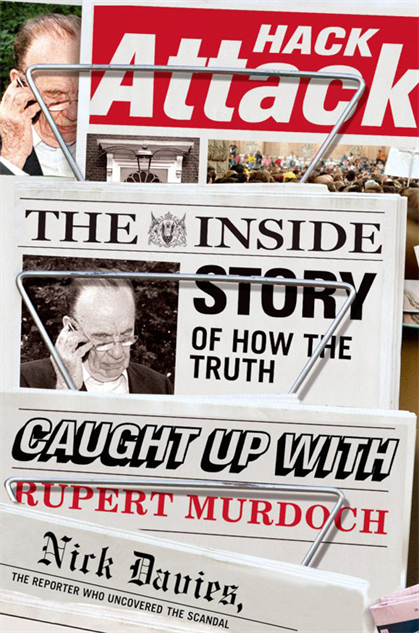 HACK
Attack
THE INSIDE
STORY
OF HOW THE
TRUTH
CAUGHT UP WITH
RUPERT MURDOCH
Nick Davies,
THE REPORTER WHO UNCOVERED THE SCANDAL